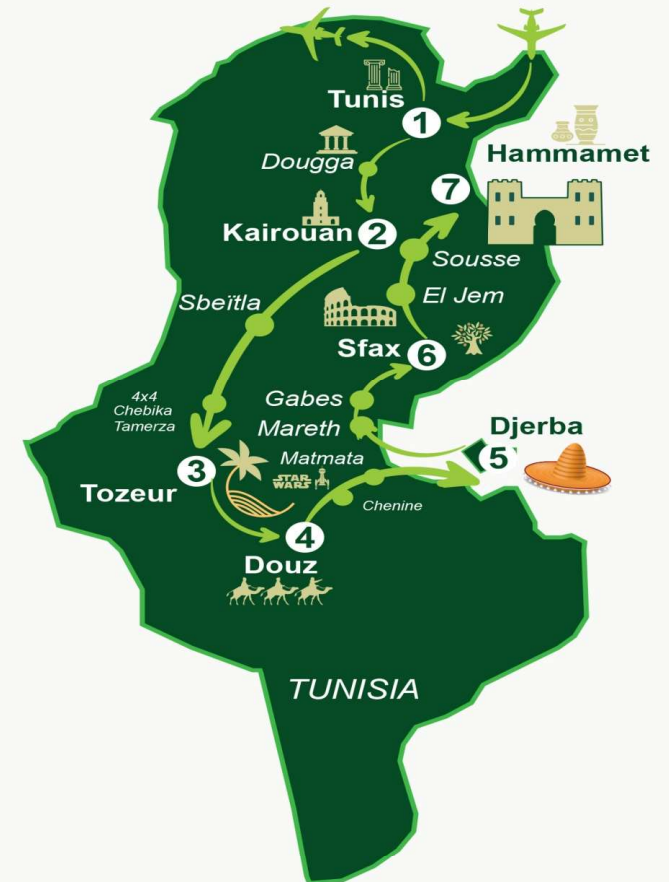 Tunis
1
Hammamet
Dougga
7
Kairouan 2
Sousse
Sbeïtla
El Jem
Sfax 6
4x4
Chebika
Tamerza
Gabes
Mareth
Djerba
5
Matmata
3
STAR
WARS
Tozeur
Chenine
4
Douz
TUNISIA